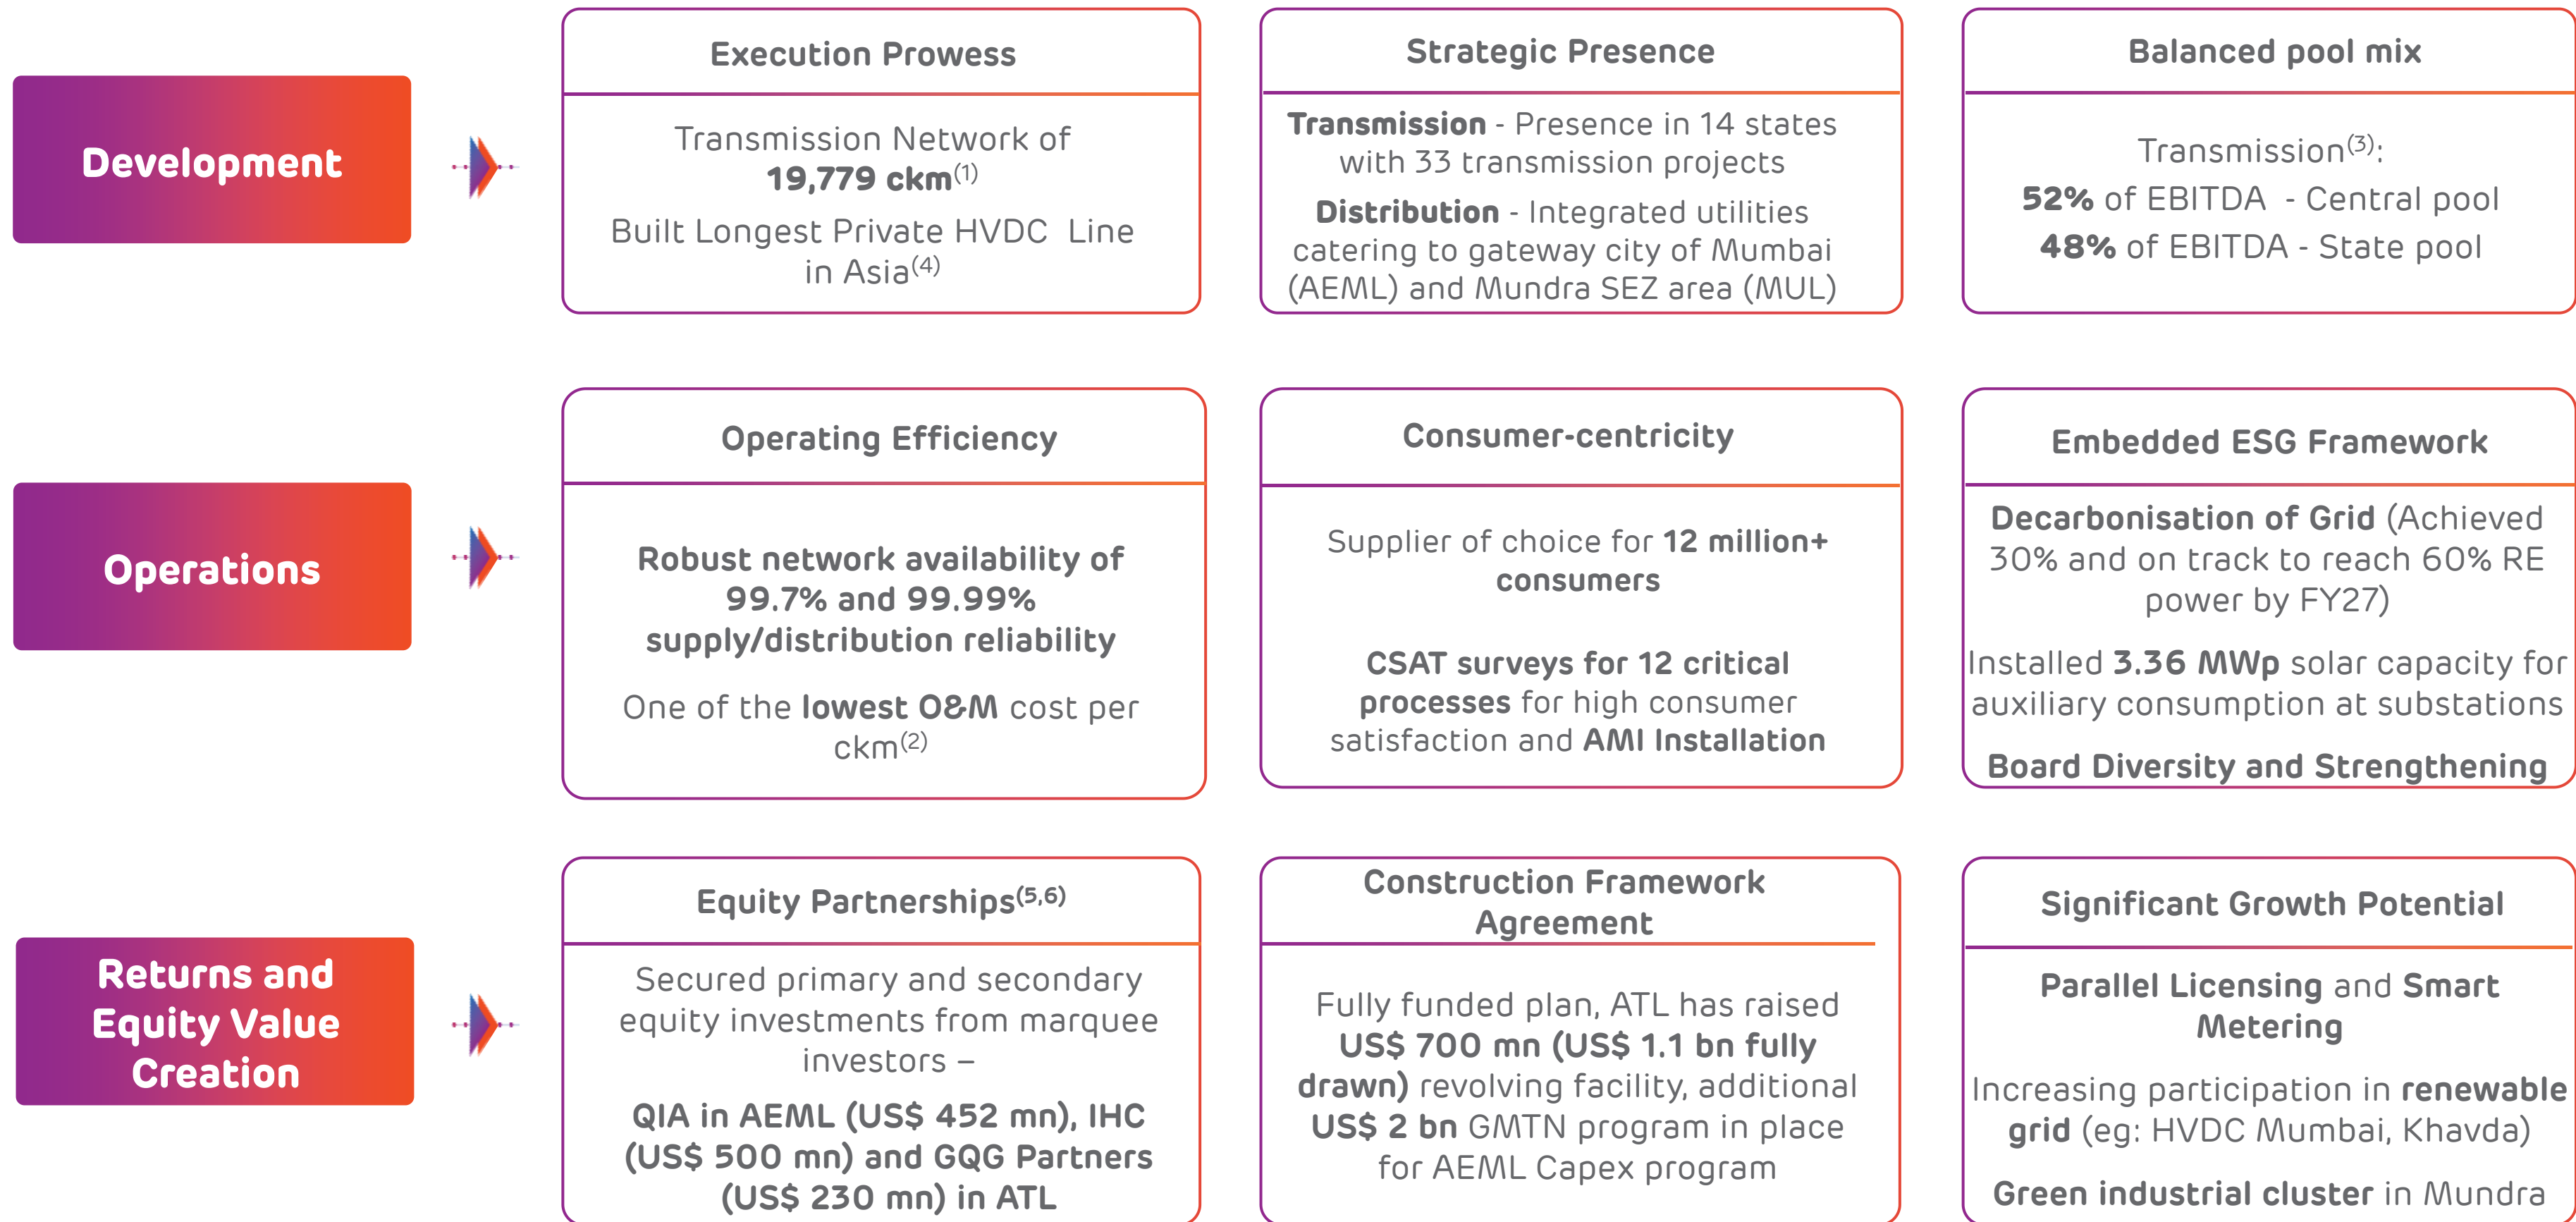 Development
Execution Prowess
Transmission Network of
19,779 ckm(1)
Built Longest Private HVDC Line
in Asia(4)
Strategic Presence
Transmission - Presence in 14 states
with 33 transmission projects
Distribution - Integrated utilities
catering to gateway city of Mumbai
(AEML) and Mundra SEZ area (MUL)
Balanced pool mix
Transmission(3):
52% of EBITDA - Central pool
48% of EBITDA - State pool
Operations
Operating Efficiency
Robust network availability of
99.7% and 99.99%
supply/distribution reliability
One of the lowest O&M cost per
ckm(2)
Consumer-centricity
Supplier of choice for 12 million+
consumers
CSAT surveys for 12 critical
processes for high consumer
satisfaction and AMI Installation
Embedded ESG Framework
Decarbonisation of Grid (Achieved
30% and on track to reach 60% RE
power by FY27)
Installed 3.36 MWp solar capacity for
auxiliary consumption at substations
Board Diversity and Strengthening
Returns and
Equity Value
Creation
Equity Partnerships(5,6)
Secured primary and secondary
equity investments from marquee
investors –
QIA in AEML (US$ 452 mn), IHC
(US$ 500 mn) and GQG Partners
(US$ 230 mn) in ATL
Construction Framework
Agreement
Fully funded plan, ATL has raised
US$ 700 mn (US$ 1.1 bn fully
drawn) revolving facility, additional
US$ 2 bn GMTN program in place
for AEML Capex program
Significant Growth Potential
Parallel Licensing and Smart
Metering
Increasing participation in renewable
grid (eg: HVDC Mumbai, Khavda)
Green industrial cluster in Mundra